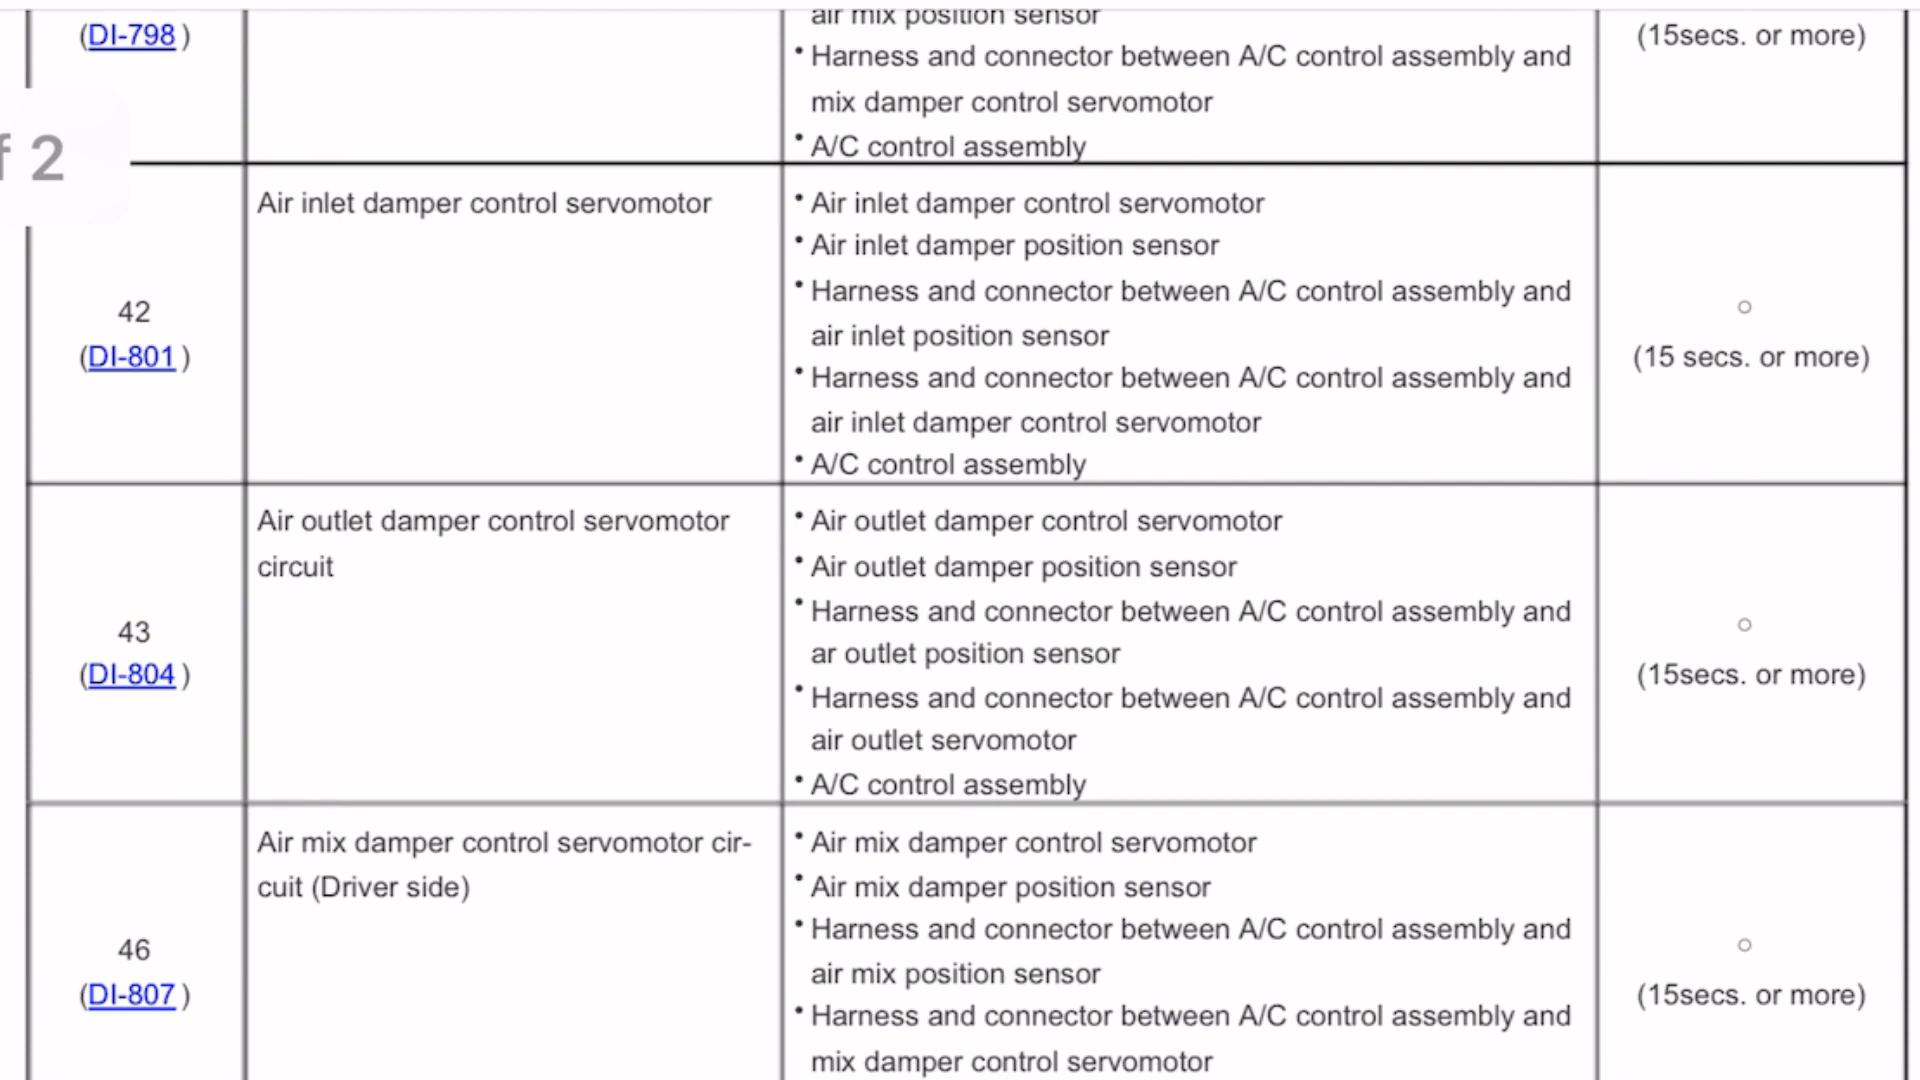 air mix position sensor
(DI-798 )
• Harness and connector between A/C control assembly and
mix damper control servomotor
• A/C control assembly
(15secs. or more)
f 2
42
(DI-801 )
Air inlet damper control servomotor
• Air inlet damper control servomotor
• Air inlet damper position sensor
• Harness and connector between A/C control assembly and
air inlet position sensor
• Harness and connector between A/C control assembly and
air inlet damper control servomotor
• A/C control assembly
○
(15 secs. or more)
43
(DI-804 )
Air outlet damper control servomotor
circuit
• Air outlet damper control servomotor
• Air outlet damper position sensor
• Harness and connector between A/C control assembly and
ar outlet position sensor
• Harness and connector between A/C control assembly and
air outlet servomotor
• A/C control assembly
○
(15secs. or more)
46
(DI-807 )
Air mix damper control servomotor cir-
cuit (Driver side)
• Air mix damper control servomotor
• Air mix damper position sensor
• Harness and connector between A/C control assembly and
air mix position sensor
• Harness and connector between A/C control assembly and
mix damper control servomotor
○
(15secs. or more)